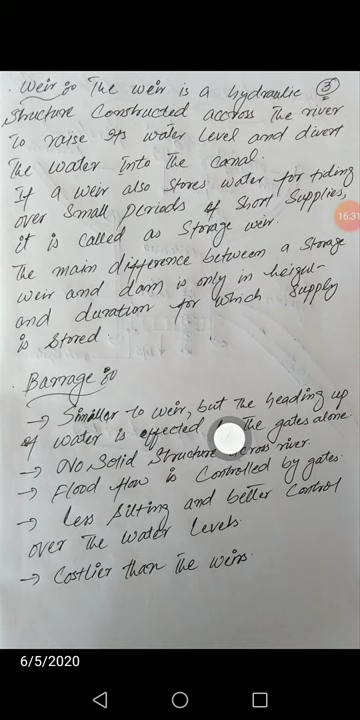 Weir :- The weir is a hydraulic ③
Structure Constructed accross The river
To raise its water Level and divert
The water Into The canal.
If a weir also stores water for tiding
over Small periods of Short Supplies,
it is called as Storage weir.
The main difference between a Storage
weir and dam is only in height
and duration for which Supply
is Stored.
16:31
Barrage :-
→ Similar to weir, but The heading up
of water is effected The gates alone
→ No Solid Structure across river.
→ Flood flow is Controlled by gates.
→ Less Silting and better Control
over The water Levels.
→ Costlier than The weirs.
6/5/2020